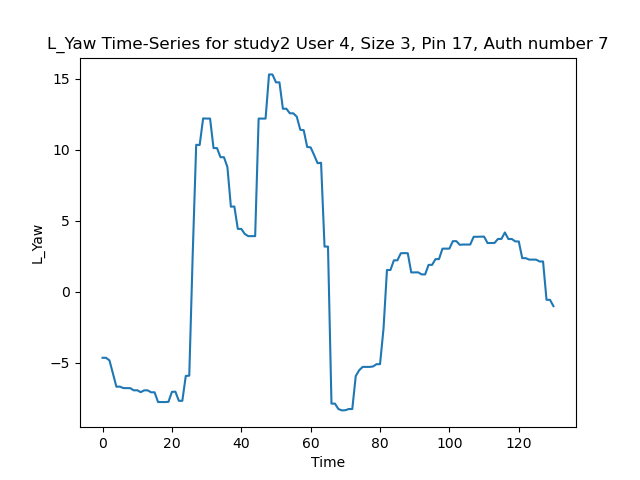 L_Yaw Time-Series for study2 User 4, Size 3, Pin 17, Auth number 7
15
10
5
0
−5
L_Yaw
0 20 40 60 80 100 120
Time